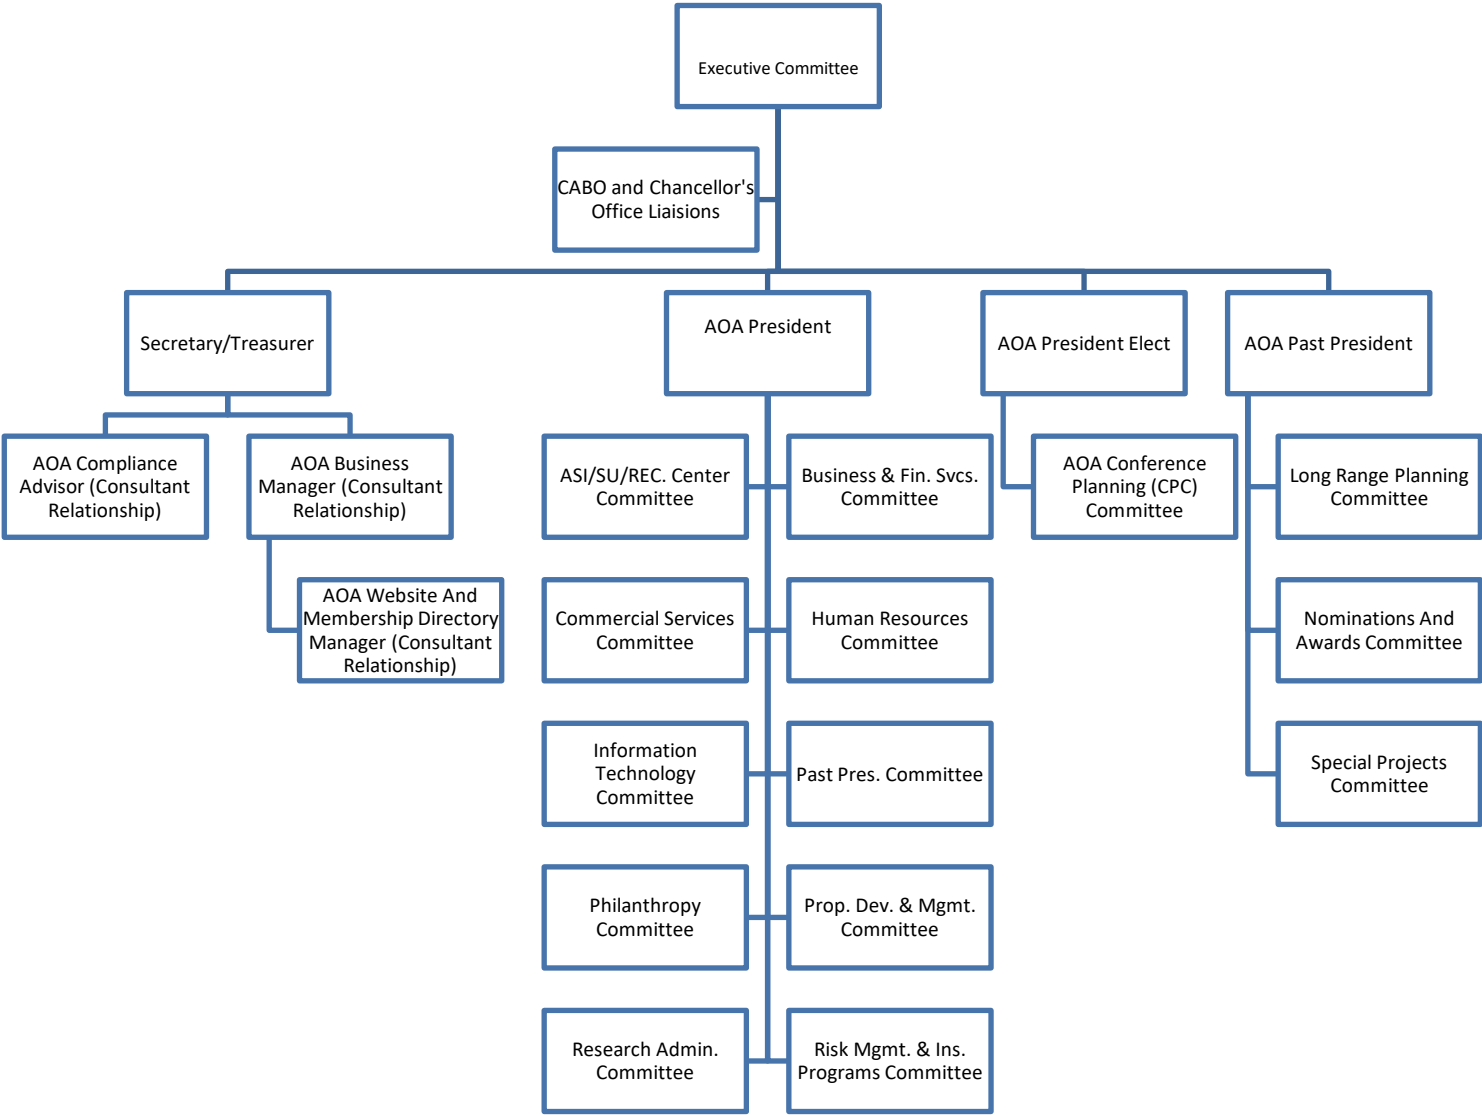 Executive Committee
CABO and Chancellor's
Office Liaisions
Secretary/Treasurer
AOA President
AOA President Elect
AOA Past President
AOA Compliance
Advisor (Consultant
Relationship)
AOA Business
Manager (Consultant
Relationship)
AOA Website And
Membership Directory
Manager (Consultant
Relationship)
ASI/SU/REC. Center
Committee
Business & Fin. Svcs.
Committee
Commercial Services
Committee
Human Resources
Committee
Information
Technology
Committee
Past Pres. Committee
Philanthropy
Committee
Prop. Dev. & Mgmt.
Committee
Research Admin.
Committee
Risk Mgmt. & Ins.
Programs Committee
AOA Conference
Planning (CPC)
Committee
Long Range Planning
Committee
Nominations And
Awards Committee
Special Projects
Committee